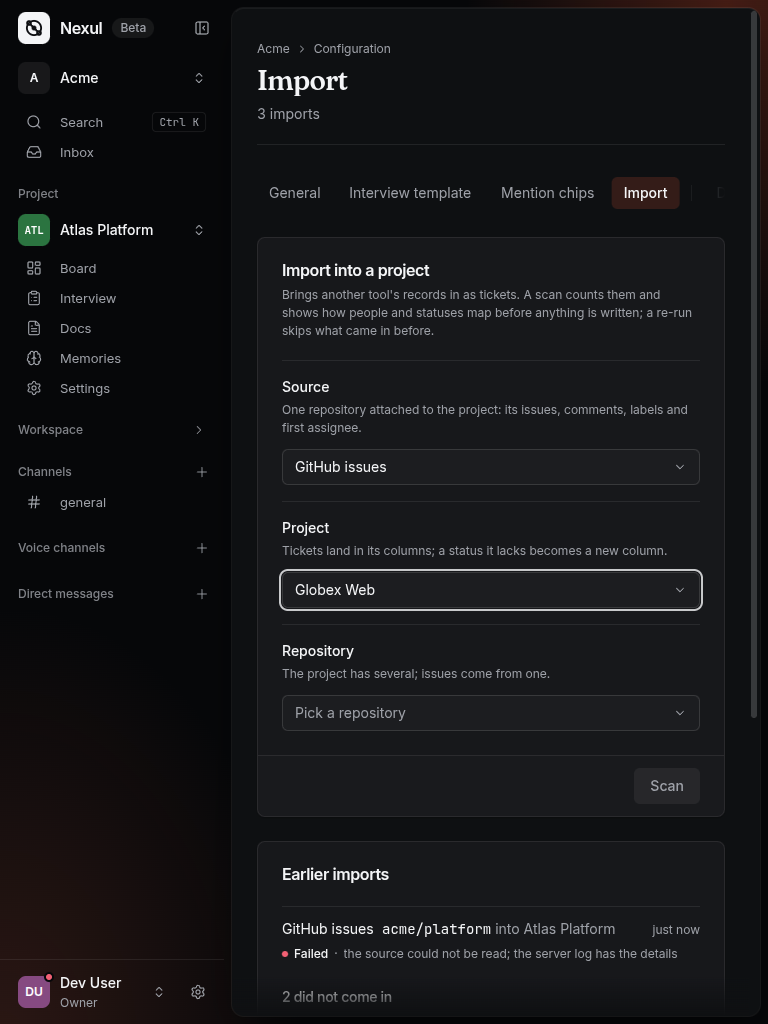 Nexul Beta
A Acme
Search Ctrl K
Inbox
Project
ATL Atlas Platform
Board
Interview
Docs
Memories
Settings
Workspace
Channels
general
Voice channels
Direct messages
DU Dev User
Owner
Acme Configuration
Import
3 imports
General Interview template Mention chips Import
Import into a project
Brings another tool's records in as tickets. A scan counts them and
shows how people and statuses map before anything is written; a re-run
skips what came in before.
Source
One repository attached to the project: its issues, comments, labels and
first assignee.
GitHub issues
Project
Tickets land in its columns; a status it lacks becomes a new column.
Globex Web
Repository
The project has several; issues come from one.
Pick a repository
Scan
Earlier imports
GitHub issues acme/platform into Atlas Platform just now
Failed · the source could not be read; the server log has the details
2 did not come in